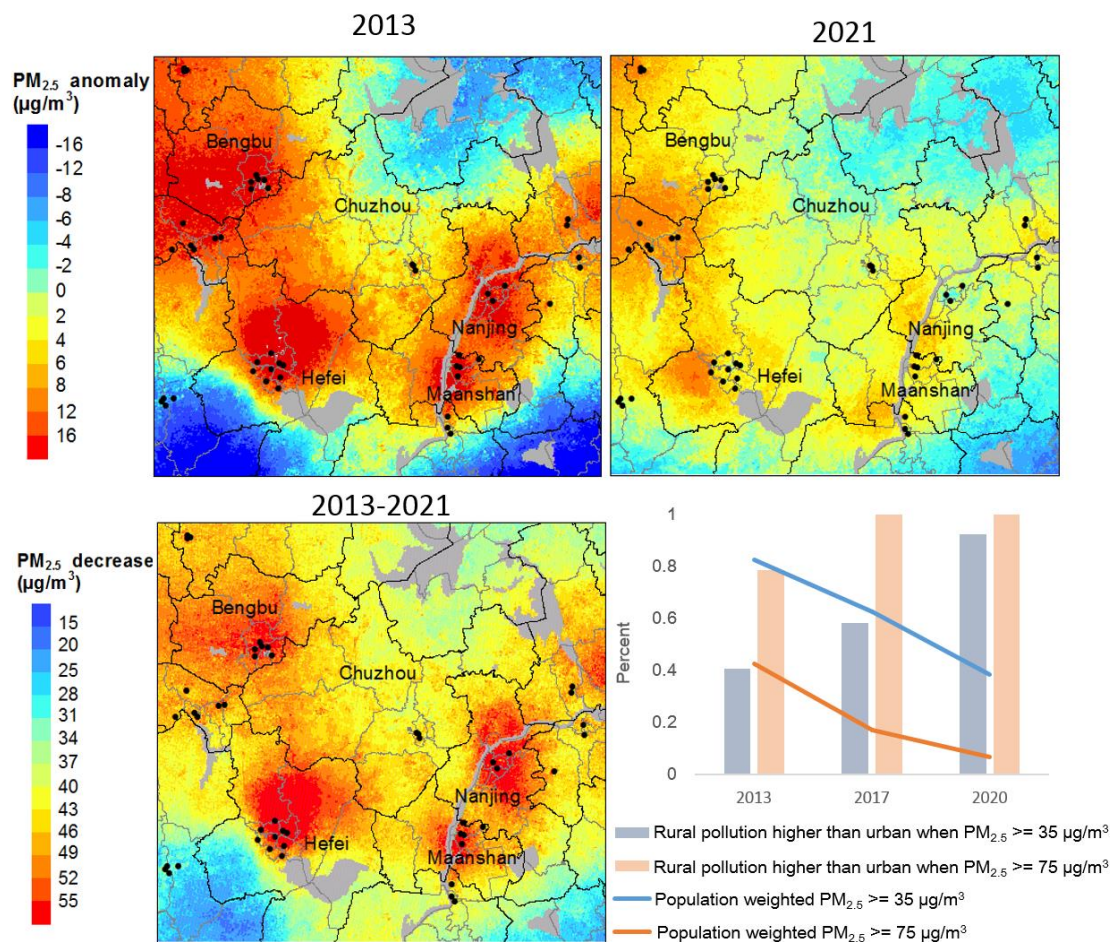 2013
2021
PM2.5 anomaly
(µg/m3)
-16
-12
-8
-6
-4
-2
0
2
4
6
8
12
16
Bengbu
Chuzhou
Nanjing
Hefei
Maanshan
Bengbu
Chuzhou
Nanjing
Hefei
Maanshan
2013-2021
PM2.5 decrease
(µg/m3)
15
20
25
28
31
34
37
40
43
46
49
52
55
Bengbu
Chuzhou
Nanjing
Hefei
Maanshan
Percent
1
0.8
0.6
0.4
0.2
0
2013 2017 2020
Rural pollution higher than urban when PM2.5 >= 35 µg/m3
Rural pollution higher than urban when PM2.5 >= 75 µg/m3
Population weighted PM2.5 >= 35 µg/m3
Population weighted PM2.5 >= 75 µg/m3